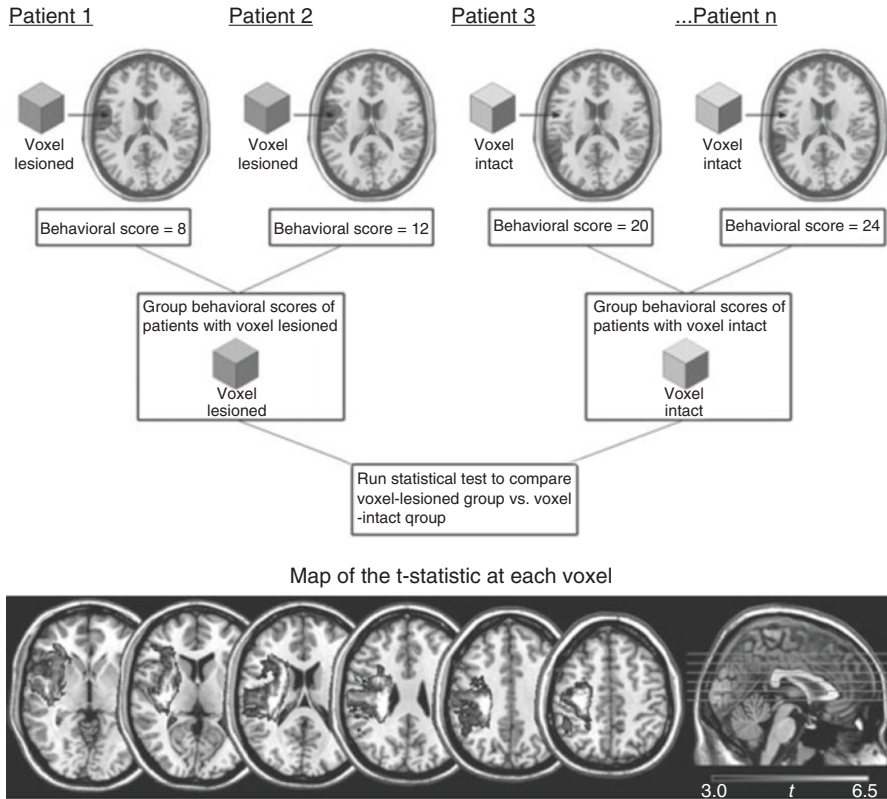 Patient 1
Patient 2
Patient 3
...Patient n
Voxel
lesioned
Voxel
lesioned
Voxel
intact
Voxel
intact
Behavioral score = 8
Behavioral score = 12
Behavioral score = 20
Behavioral score = 24
Group behavioral scores of
patients with voxel lesioned
Voxel
lesioned
Group behavioral scores of
patients with voxel intact
Voxel
intact
Run statistical test to compare
voxel-lesioned group vs. voxel
-intact qroup
Map of the t-statistic at each voxel
3.0 t 6.5